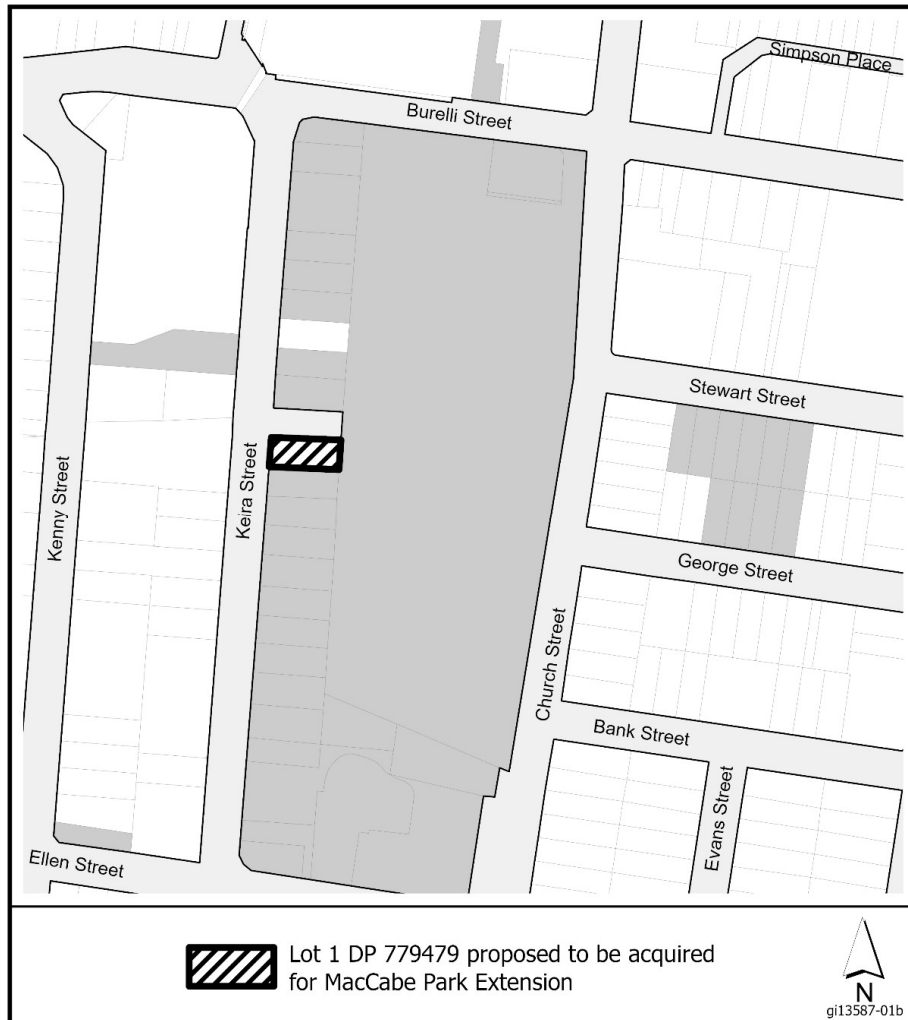 Simpson Place
Burelli Street
Stewart Street
Kenny Street
Keira Street
George Street
Church Street
Bank Street
Evans Street
Ellen Street
Lot 1 DP 779479 proposed to be acquired
for MacCabe Park Extension
N
gi13587-01b